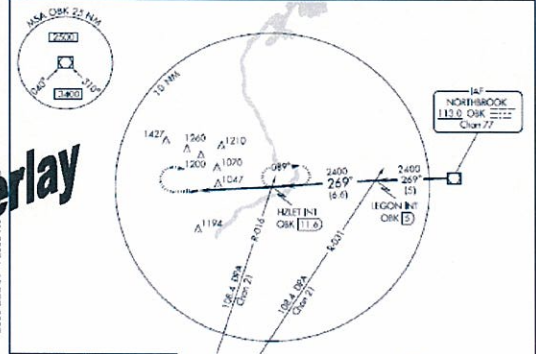 MSA OBK 25 NM
2500
040°
310°
3400
10 NM
IAF
NORTHBROOK
113.0 OBK
Chan 77
1427
1260
1210
1200
1070
1047
1194
089°
2400
269°
(6.6)
2400
269°
(5)
HZLET INT
OBK 11.6
LEGON INT
OBK 5
R-016
R-031
108.4 DPA
Chan 21
108.4 DPA
Chan 21
erlay